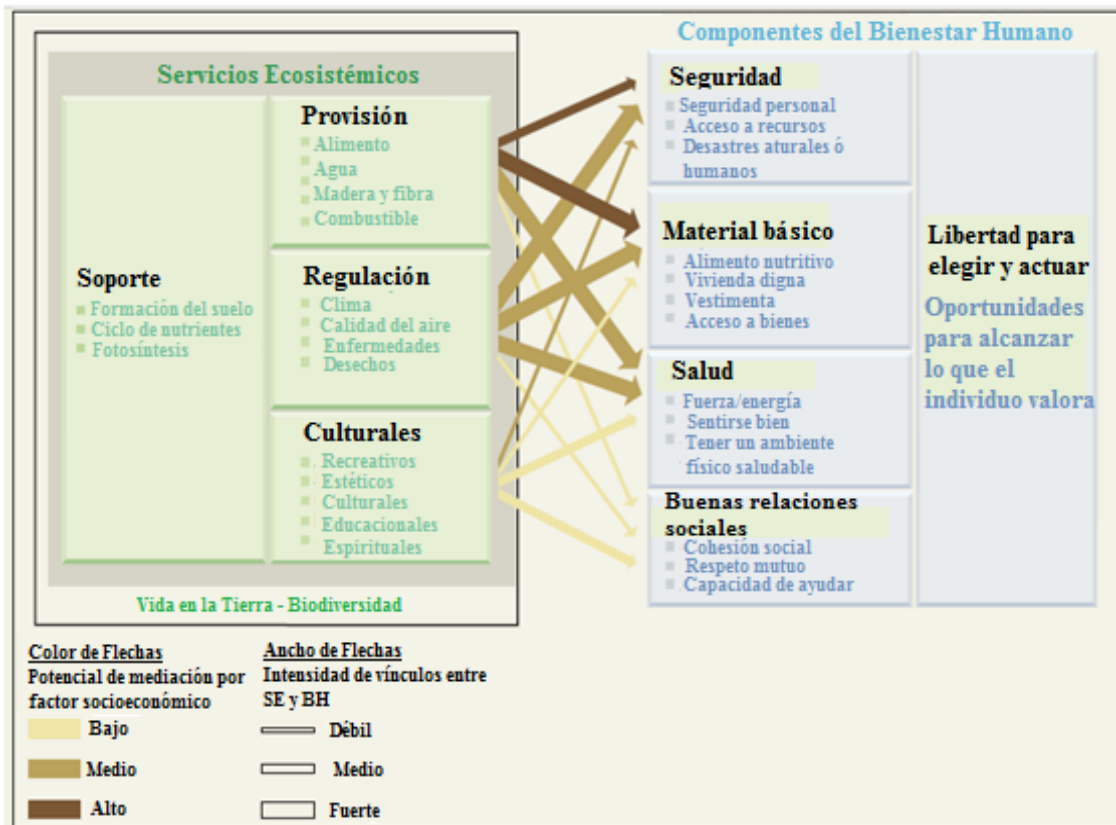 Componentes del Bienestar Humano
Servicios Ecosistémicos
Soporte
Formación del suelo
Ciclo de nutrientes
Fotosíntesis
Provisión
Alimento
Agua
Madera y fibra
Combustible
Regulación
Clima
Calidad del aire
Enfermedades
Desechos
Culturales
Recreativos
Estéticos
Culturales
Educacionales
Espirituales
Vida en la Tierra - Biodiversidad
Seguridad
Seguridad personal
Acceso a recursos
Desastres aturales ó
humanos
Material básico
Alimento nutritivo
Vivienda digna
Vestimenta
Acceso a bienes
Salud
Fuerza/energía
Sentirse bien
Tener un ambiente
físico saludable
Buenas relaciones
sociales
Cohesión social
Respeto mutuo
Capacidad de ayudar
Libertad para
elegir y actuar
Oportunidades
para alcanzar
lo que el
individuo valora
Color de Flechas
Potencial de mediación por
factor socioeconómico
Bajo
Medio
Alto
Ancho de Flechas
Intensidad de vínculos entre
SE y BH
Débil
Medio
Fuerte